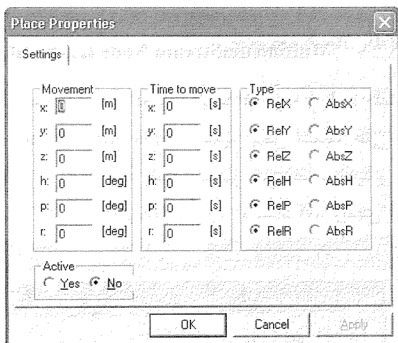 Place Properties
Settings
Movement Time to move Type
x: 0 [m] x: 0 [s] RelX AbsX
y: 0 [m] y: 0 [s] RelY AbsY
z: 0 [m] z: 0 [s] RelZ AbsZ
h: 0 [deg] h: 0 [s] RelH AbsH
p: 0 [deg] p: 0 [s] RelP AbsP
r: 0 [deg] r: 0 [s] RelR AbsR
Active
Yes No
OK Cancel Apply